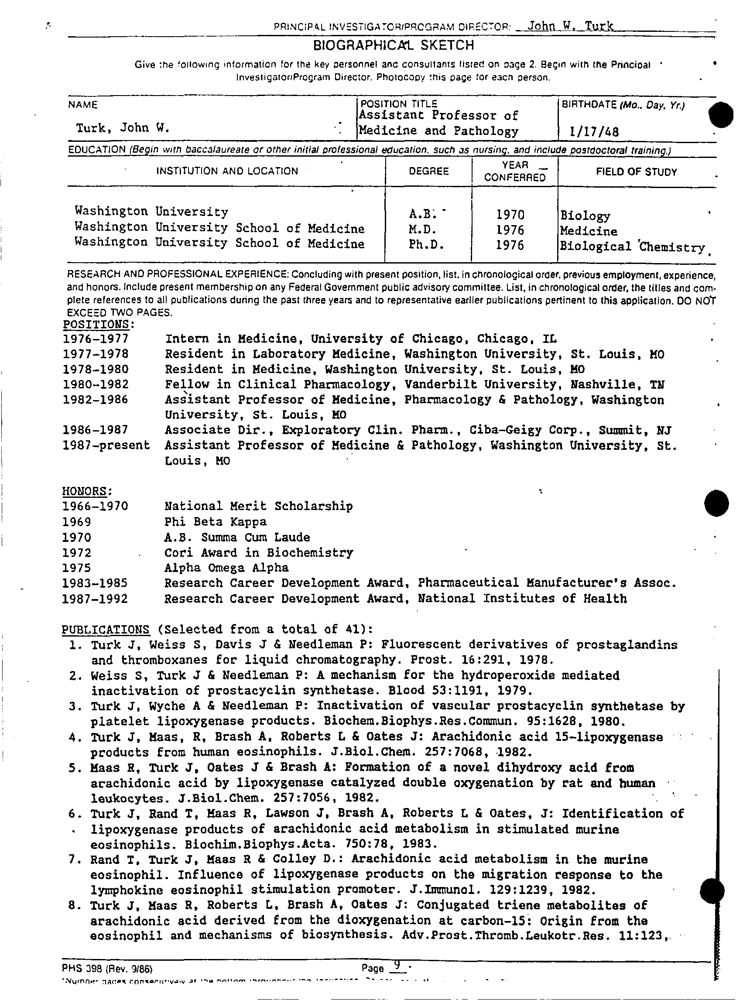 PRINCIPAL INVESTIGATOR/PROGRAM DIRECTOR: John W. Turk
BIOGRAPHICAL SKETCH
Give the following information for the key personnel and consultants listed on page 2. Begin with the Principal
Investigator/Program Director. Photocopy this page for each person.
NAME
Turk, John W.
POSITION TITLE
Assistant Professor of
Medicine and Pathology
BIRTHDATE (Mo., Day, Yr.)
1/17/48
EDUCATION (Begin with baccalaureate or other initial professional education, such as nursing, and include postdoctoral training.)
INSTITUTION AND LOCATION DEGREE YEAR CONFERRED FIELD OF STUDY
Washington University A.B. 1970 Biology
Washington University School of Medicine M.D. 1976 Medicine
Washington University School of Medicine Ph.D. 1976 Biological Chemistry
RESEARCH AND PROFESSIONAL EXPERIENCE: Concluding with present position, list, in chronological order, previous employment, experience,
and honors. Include present membership on any Federal Government public advisory committee. List, in chronological order, the titles and com-
plete references to all publications during the past three years and to representative earlier publications pertinent to this application. DO NOT
EXCEED TWO PAGES.
POSITIONS:
1976-1977 Intern in Medicine, University of Chicago, Chicago, IL
1977-1978 Resident in Laboratory Medicine, Washington University, St. Louis, MO
1978-1980 Resident in Medicine, Washington University, St. Louis, MO
1980-1982 Fellow in Clinical Pharmacology, Vanderbilt University, Nashville, TN
1982-1986 Assistant Professor of Medicine, Pharmacology & Pathology, Washington
University, St. Louis, MO
1986-1987 Associate Dir., Exploratory Clin. Pharm., Ciba-Geigy Corp., Summit, NJ
1987-present Assistant Professor of Medicine & Pathology, Washington University, St.
Louis, MO
HONORS:
1966-1970 National Merit Scholarship
1969 Phi Beta Kappa
1970 A.B. Summa Cum Laude
1972 Cori Award in Biochemistry
1975 Alpha Omega Alpha
1983-1985 Research Career Development Award, Pharmaceutical Manufacturer's Assoc.
1987-1992 Research Career Development Award, National Institutes of Health
PUBLICATIONS (Selected from a total of 41):
1. Turk J, Weiss S, Davis J & Needleman P: Fluorescent derivatives of prostaglandins
and thromboxanes for liquid chromatography. Prost. 16:291, 1978.
2. Weiss S, Turk J & Needleman P: A mechanism for the hydroperoxide mediated
inactivation of prostacyclin synthetase. Blood 53:1191, 1979.
3. Turk J, Wyche A & Needleman P: Inactivation of vascular prostacyclin synthetase by
platelet lipoxygenase products. Biochem.Biophys.Res.Commun. 95:1628, 1980.
4. Turk J, Maas, R, Brash A, Roberts L & Oates J: Arachidonic acid 15-lipoxygenase
products from human eosinophils. J.Biol.Chem. 257:7068, 1982.
5. Maas R, Turk J, Oates J & Brash A: Formation of a novel dihydroxy acid from
arachidonic acid by lipoxygenase catalyzed double oxygenation by rat and human
leukocytes. J.Biol.Chem. 257:7056, 1982.
6. Turk J, Rand T, Maas R, Lawson J, Brash A, Roberts L & Oates, J: Identification of
lipoxygenase products of arachidonic acid metabolism in stimulated murine
eosinophils. Biochim.Biophys.Acta. 750:78, 1983.
7. Rand T, Turk J, Maas R & Colley D.: Arachidonic acid metabolism in the murine
eosinophil. Influence of lipoxygenase products on the migration response to the
lymphokine eosinophil stimulation promoter. J.Immunol. 129:1239, 1982.
8. Turk J, Maas R, Roberts L, Brash A, Oates J: Conjugated triene metabolites of
arachidonic acid derived from the dioxygenation at carbon-15: Origin from the
eosinophil and mechanisms of biosynthesis. Adv.Prost.Thromb.Leukotr.Res. 11:123,
PHS 398 (Rev. 9/86) Page 9
*Number pages consecutively at the bottom throughout the